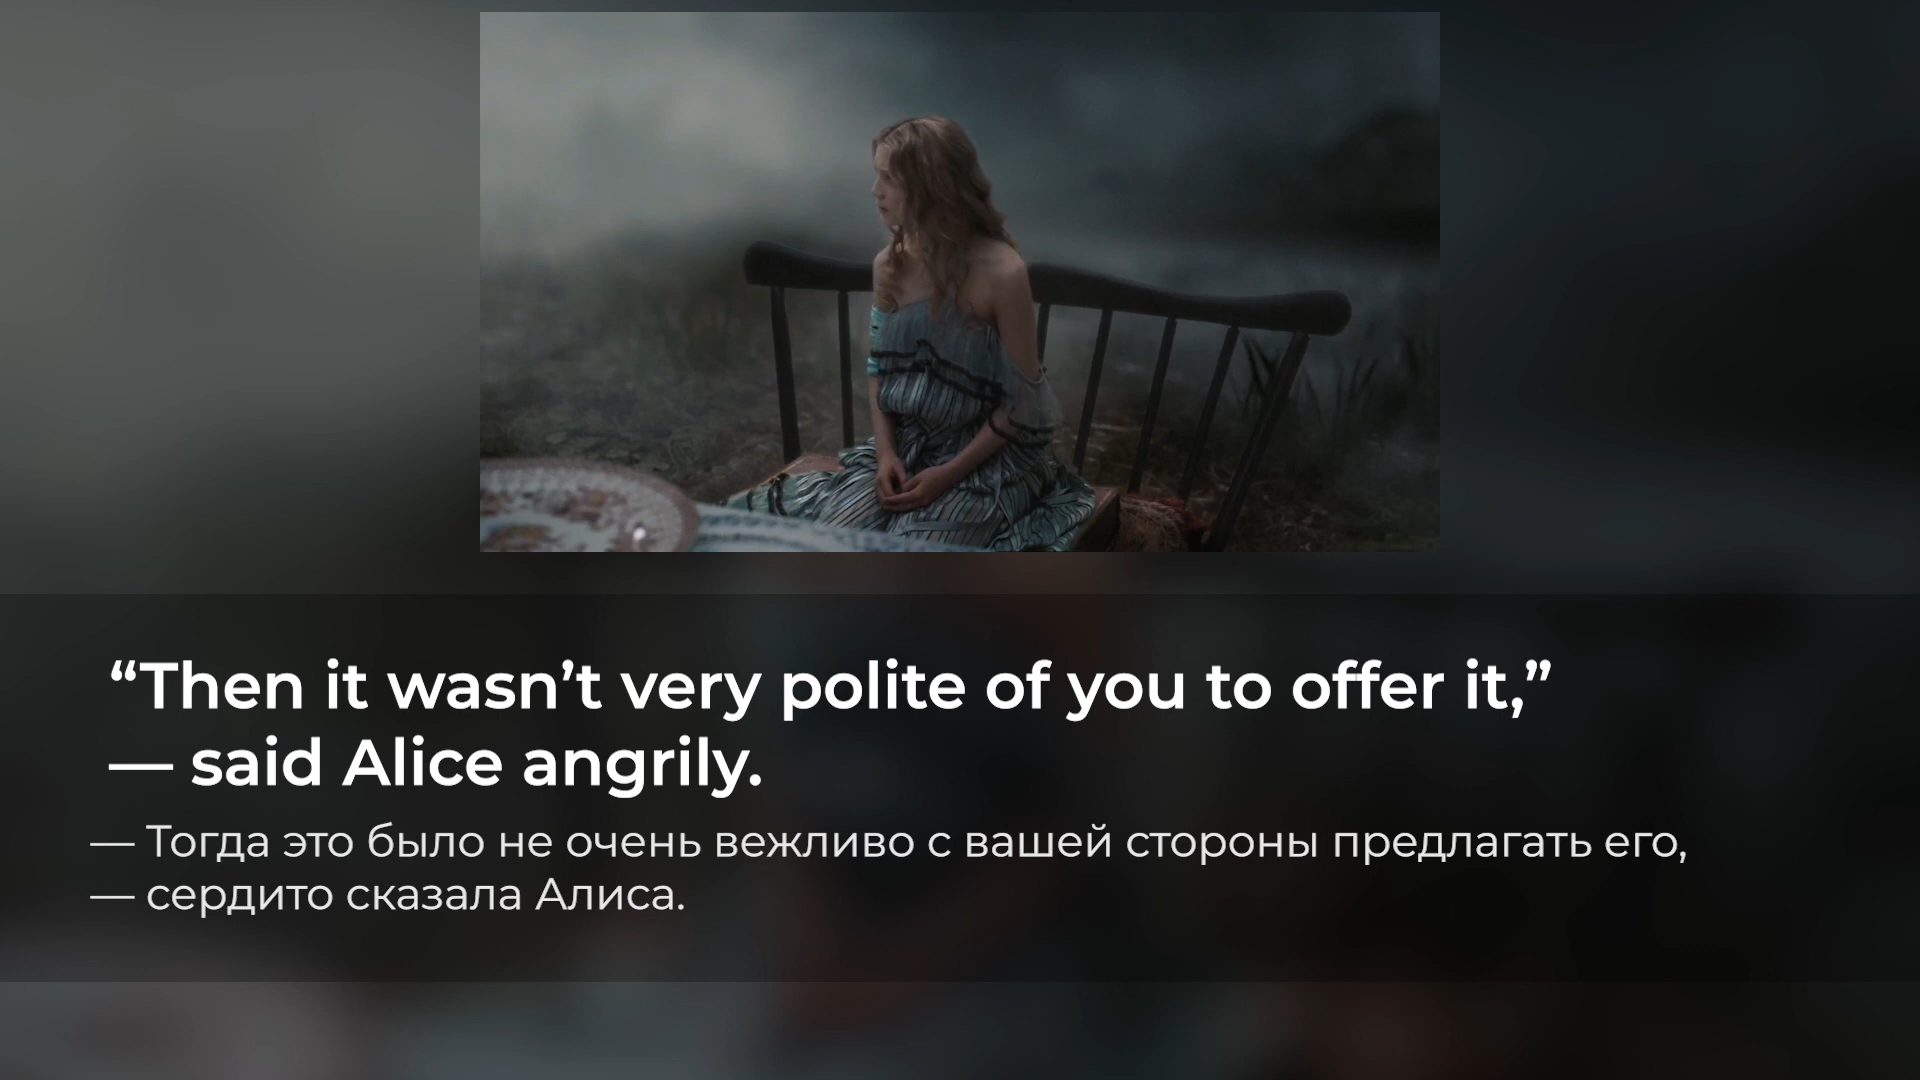 “Then it wasn’t very polite of you to offer it,”
— said Alice angrily.
— Тогда это было не очень вежливо с вашей стороны предлагать его,
— сердито сказала Алиса.